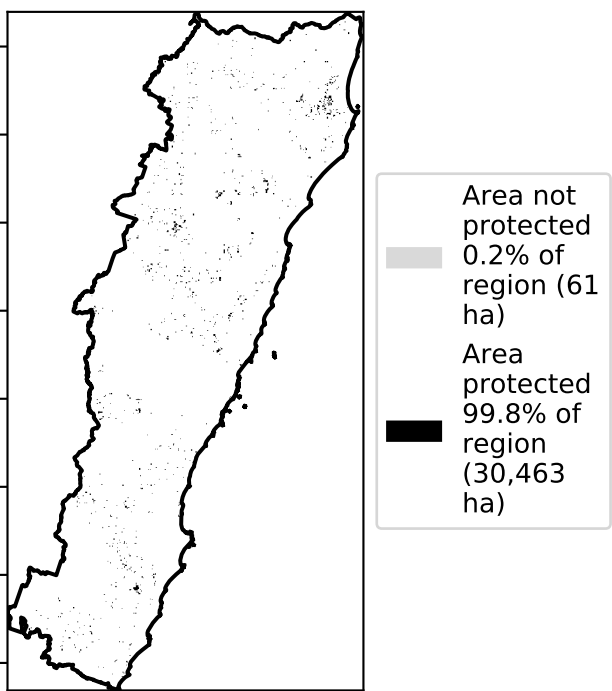 Area not
protected
0.2% of
region (61
ha)
Area
protected
99.8% of
region
(30,463
ha)